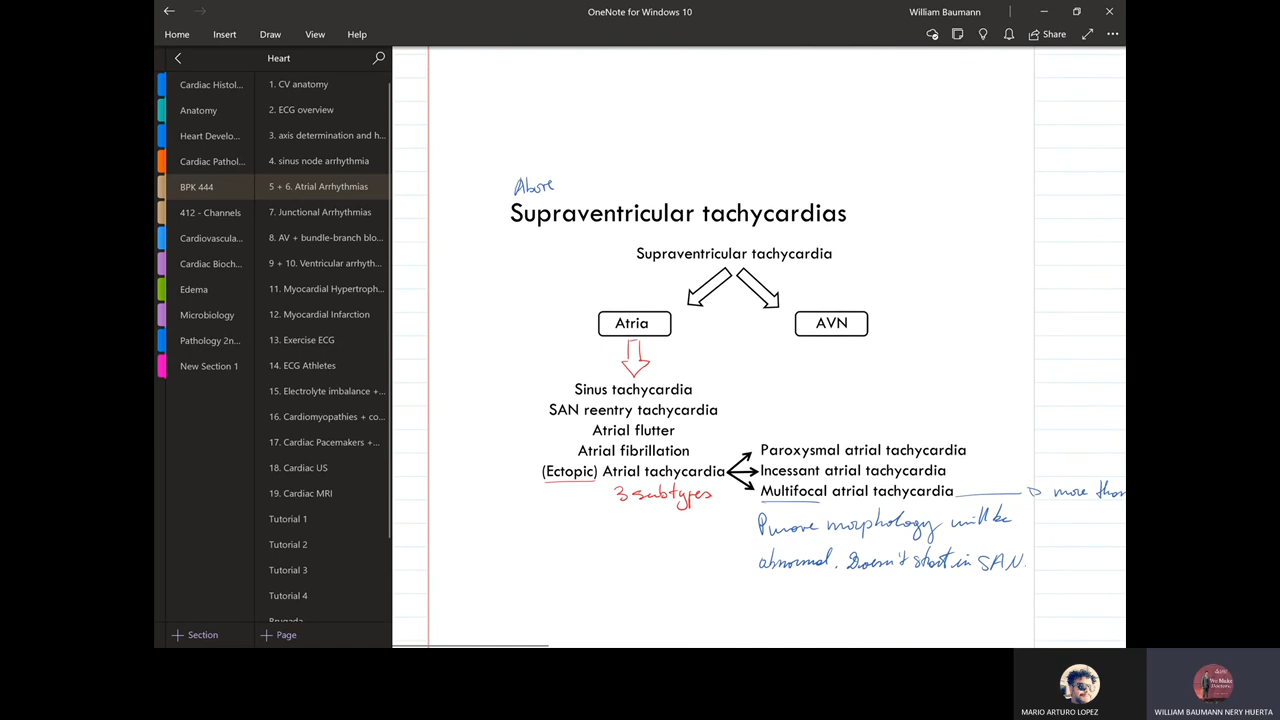 OneNote for Windows 10
William Baumann
Home
Insert
Draw
View
Help
Share
Heart
Cardiac Histol...
Anatomy
Heart Develo...
Cardiac Pathol...
BPK 444
412 - Channels
Cardiovascula...
Cardiac Bioch...
Edema
Microbiology
Pathology 2n...
New Section 1
Section
1. CV anatomy
2. ECG overview
3. axis determination and h...
4. sinus node arrhythmia
5 + 6. Atrial Arrhythmias
7. Junctional Arrhythmias
8. AV + bundle-branch blo...
9 + 10. Ventricular arrhyth...
11. Myocardial Hypertroph...
12. Myocardial Infarction
13. Exercise ECG
14. ECG Athletes
15. Electrolyte imbalance +...
16. Cardiomyopathies + co...
17. Cardiac Pacemakers +...
18. Cardiac US
19. Cardiac MRI
Tutorial 1
Tutorial 2
Tutorial 3
Tutorial 4
Page
Above
Supraventricular tachycardias
Supraventricular tachycardia
Atria
AVN
Sinus tachycardia
SAN reentry tachycardia
Atrial flutter
Atrial fibrillation
(Ectopic) Atrial tachycardia
3 subtypes
Paroxysmal atrial tachycardia
Incessant atrial tachycardia
Multifocal atrial tachycardia
more than
Pwave morphology will be
abnormal. Doesn't start in SAN.
MARIO ARTURO LOPEZ
WILLIAM BAUMANN NERY HUERTA